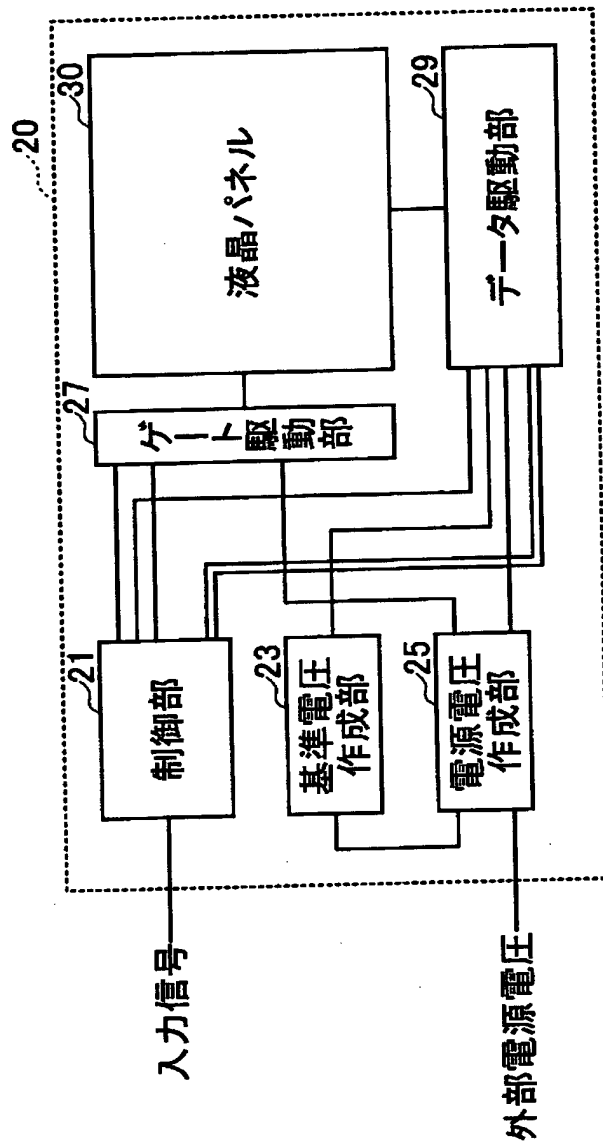 20
30
液晶パネル
27
ゲート駆動部
29
データ駆動部
21
制御部
23
基準電圧
作成部
25
電源電圧
作成部
入力信号
外部電源電圧